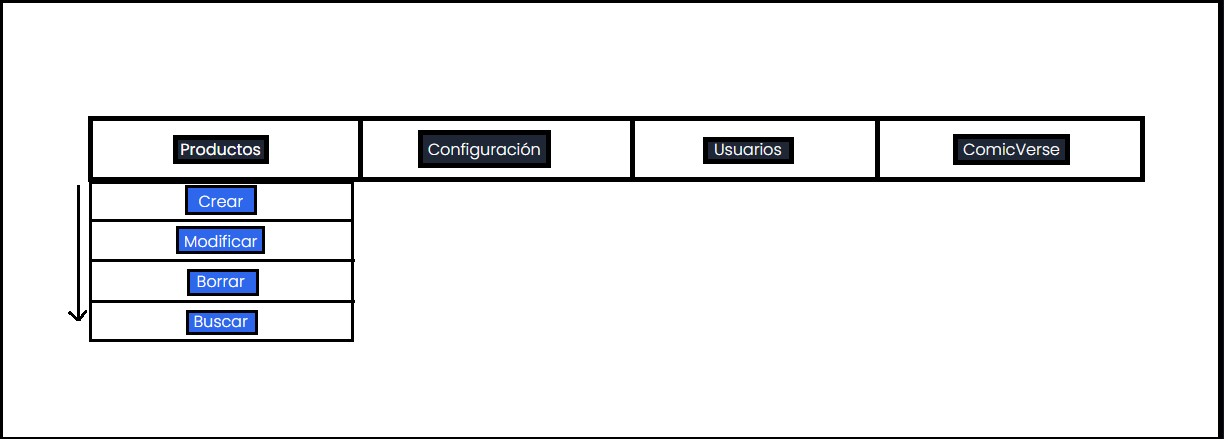 Productos
Configuración
Usuarios
ComicVerse
Crear
Modificar
Borrar
Buscar